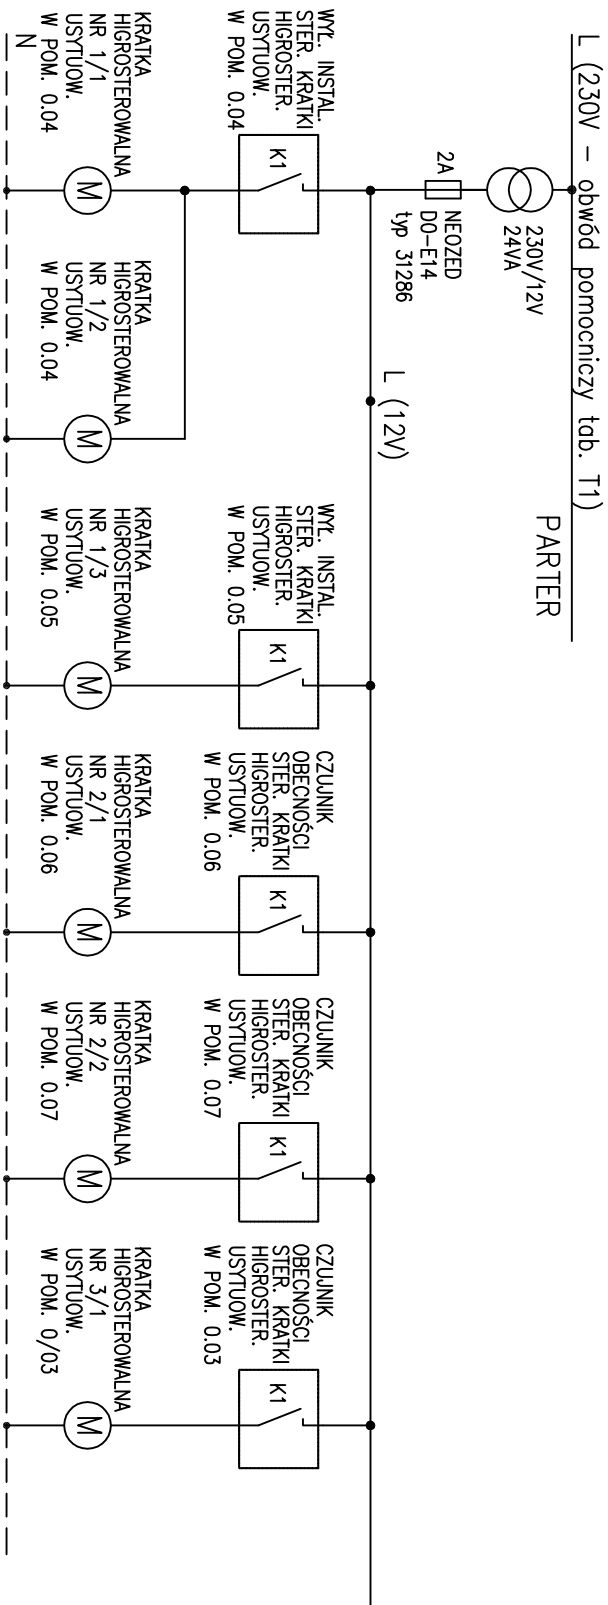 L (230V – obwód pomocniczy tab. T1)
PARTER
230V/12V
24VA
2A
NEOZED
D0–E14
typ 31286
L (12V)
WYŁ. INSTAL.
STER. KRATKI
HIGROSTER.
USYTUOW.
W POM. 0.04
K1
WYŁ. INSTAL.
STER. KRATKI
HIGROSTER.
USYTUOW.
W POM. 0.05
K1
CZUJNIK
OBECNOŚCI
STER. KRATKI
HIGROSTER.
USYTUOW.
W POM. 0.06
K1
CZUJNIK
OBECNOŚCI
STER. KRATKI
HIGROSTER.
USYTUOW.
W POM. 0.07
K1
CZUJNIK
OBECNOŚCI
STER. KRATKI
HIGROSTER.
USYTUOW.
W POM. 0.03
K1
KRATKA
HIGROSTEROWALNA
NR 1/1
USYTUOW.
W POM. 0.04
M
KRATKA
HIGROSTEROWALNA
NR 1/2
USYTUOW.
W POM. 0.04
M
KRATKA
HIGROSTEROWALNA
NR 1/3
USYTUOW.
W POM. 0.05
M
KRATKA
HIGROSTEROWALNA
NR 2/1
USYTUOW.
W POM. 0.06
M
KRATKA
HIGROSTEROWALNA
NR 2/2
USYTUOW.
W POM. 0.07
M
KRATKA
HIGROSTEROWALNA
NR 3/1
USYTUOW.
W POM. 0/03
M
N